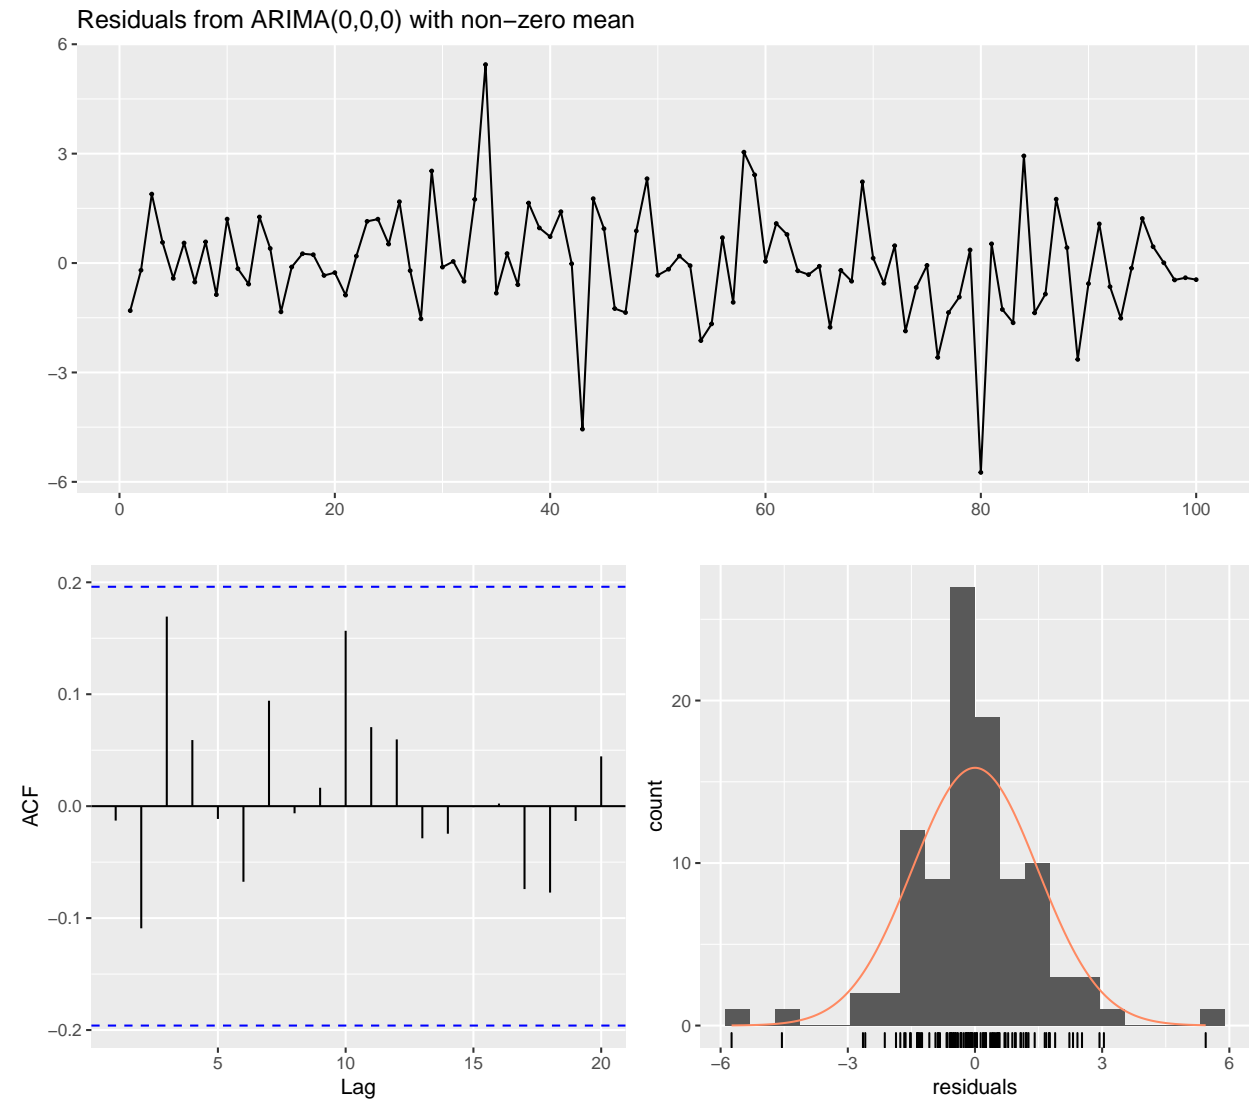 Residuals from ARIMA(0,0,0) with non−zero mean
6
3
0
−3
−6
0 20 40 60 80 100
0.2
0.1
0.0
−0.1
−0.2
ACF
5 10 15 20
Lag
20
10
0
count
−6 −3 0 3 6
residuals